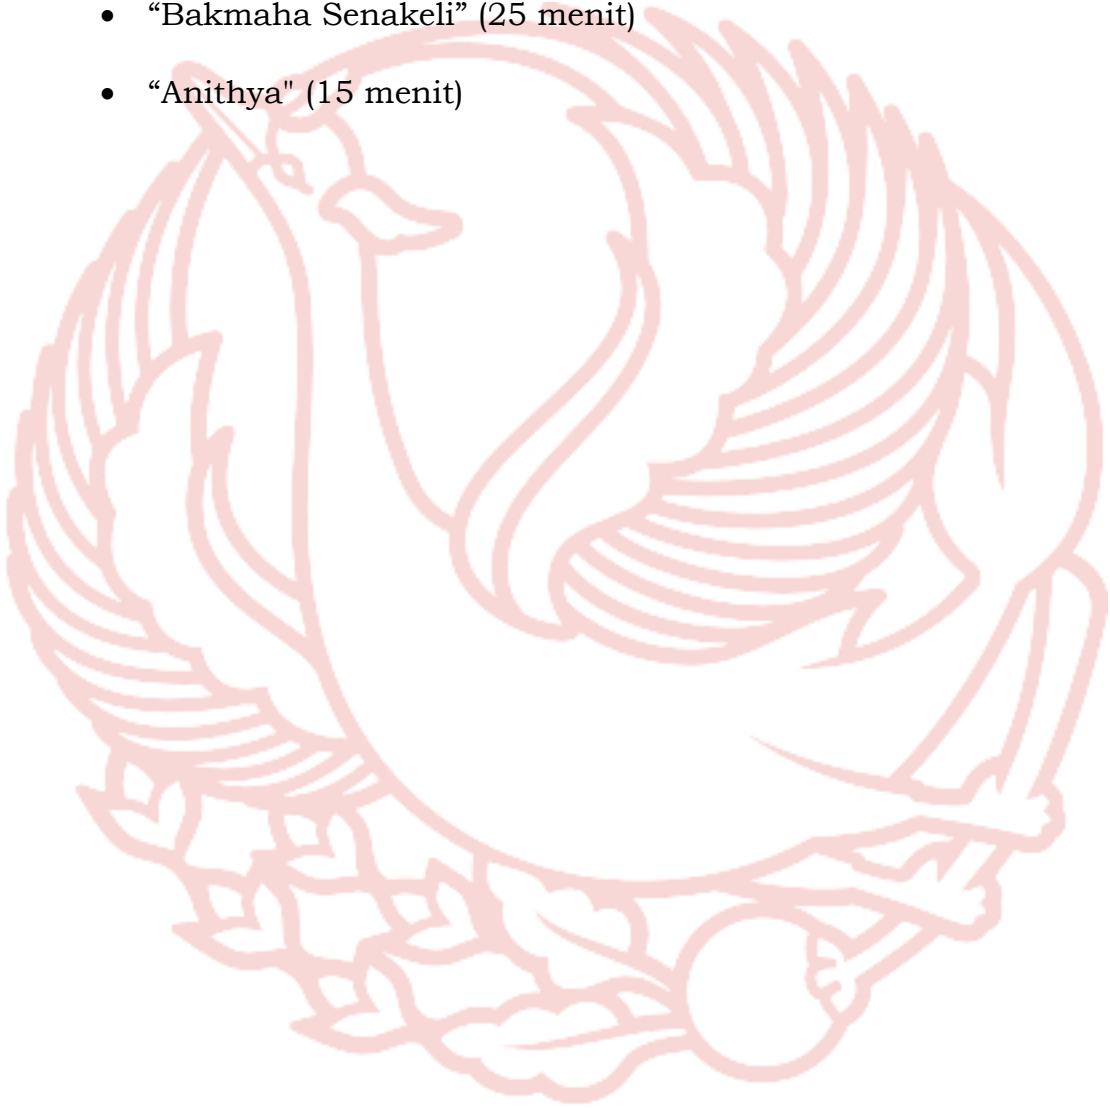 • “Bakmaha Senakeli” (25 menit)
• “Anithya" (15 menit)